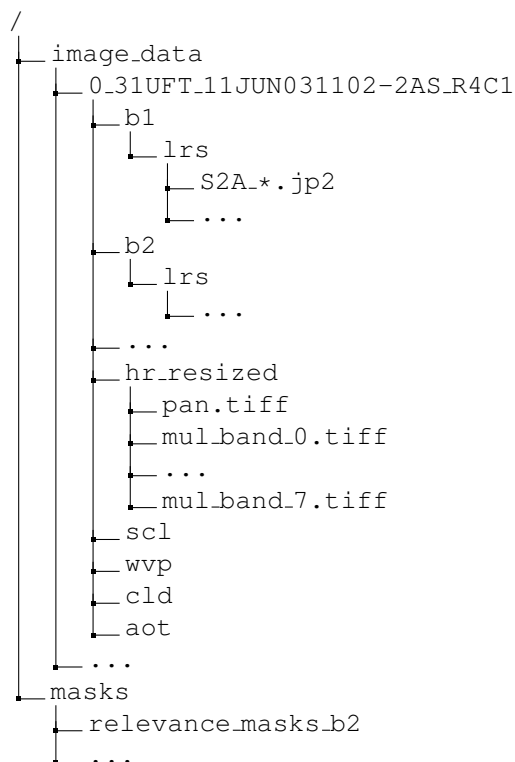 /
image_data
0_31UFT_11JUN031102-2AS_R4C1
b1
lrs
S2A_*.jp2
...
b2
lrs
...
...
hr_resized
pan.tiff
mul_band_0.tiff
...
mul_band_7.tiff
scl
wvp
cld
aot
...
masks
relevance_masks_b2
...